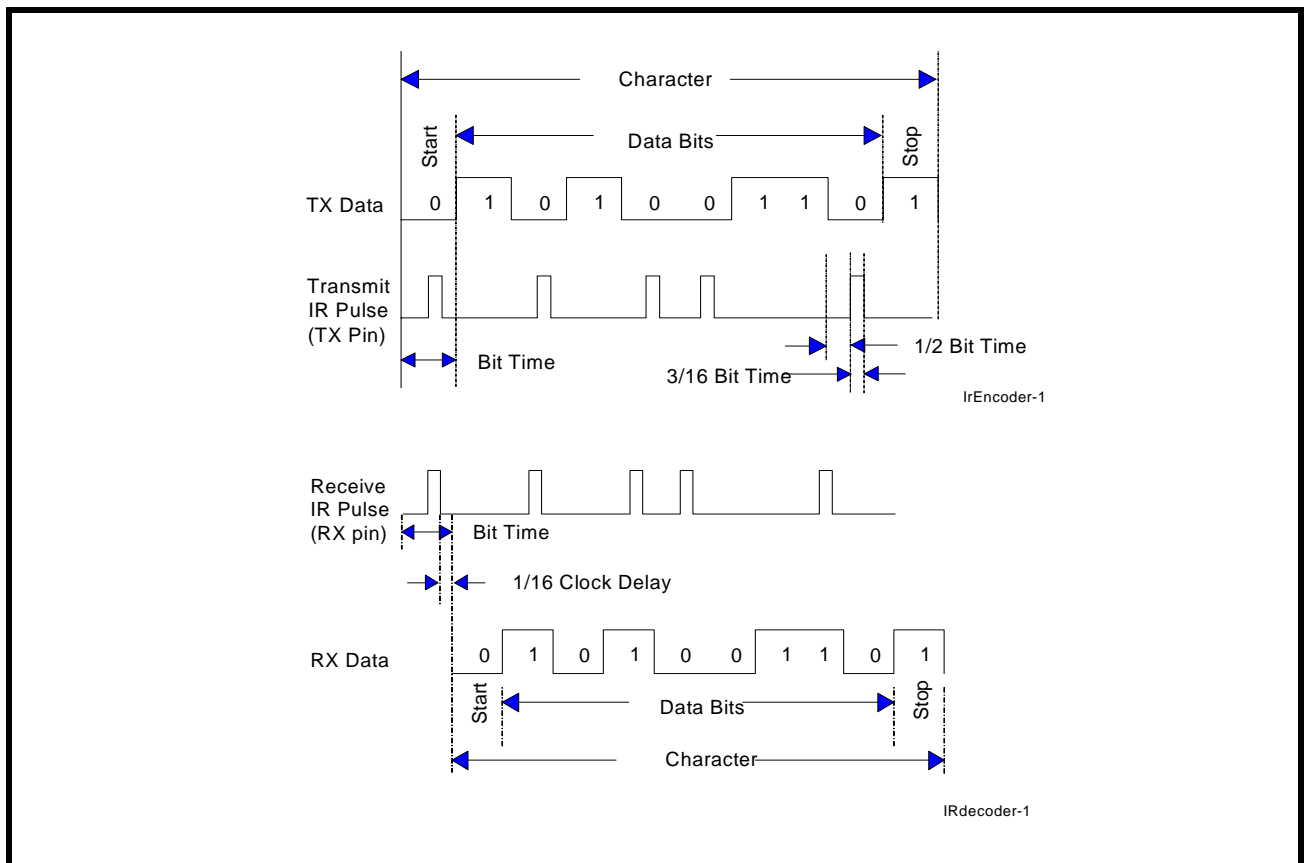 Character
Start
Data Bits
Stop
TX Data
0 1 0 1 0 0 1 1 0 1
Transmit
IR Pulse
(TX Pin)
Bit Time
1/2 Bit Time
3/16 Bit Time
IrEncoder-1
Receive
IR Pulse
(RX pin)
Bit Time
1/16 Clock Delay
RX Data
0 1 0 1 0 0 1 1 0 1
Start
Data Bits
Stop
Character
IRdecoder-1